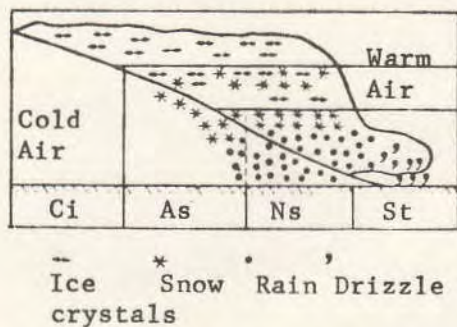 Warm
Air
Cold
Air
Ci As Ns St
Ice Snow Rain Drizzle
crystals